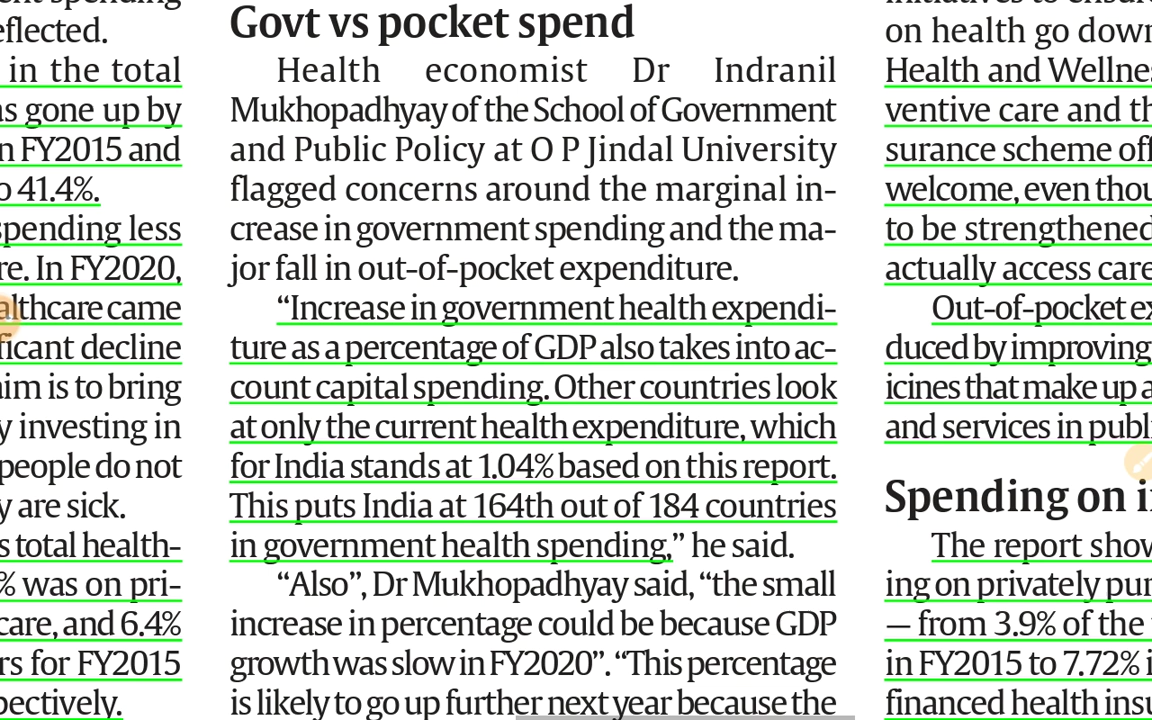 ent spending
eflected.
in the total
as gone up by
n FY2015 and
o 41.4%.
spending less
re. In FY2020,
althcare came
ficant decline
aim is to bring
y investing in
people do not
y are sick.
s total health-
% was on pri-
care, and 6.4%
rs for FY2015
pectively.
Govt vs pocket spend
Health economist Dr Indranil
Mukhopadhyay of the School of Government
and Public Policy at O P Jindal University
flagged concerns around the marginal in-
crease in government spending and the ma-
jor fall in out-of-pocket expenditure.
“Increase in government health expendi-
ture as a percentage of GDP also takes into ac-
count capital spending. Other countries look
at only the current health expenditure, which
for India stands at 1.04% based on this report.
This puts India at 164th out of 184 countries
in government health spending,” he said.
“Also”, Dr Mukhopadhyay said, “the small
increase in percentage could be because GDP
growth was slow in FY2020”. “This percentage
is likely to go up further next year because the
initiatives to ensure
on health go down
Health and Wellnes
ventive care and th
surance scheme off
welcome, even thou
to be strengthened
actually access care
Out-of-pocket ex
duced by improving
icines that make up a
and services in publi
Spending on in
The report show
ing on privately pur
— from 3.9% of the t
in FY2015 to 7.72% i
financed health insu